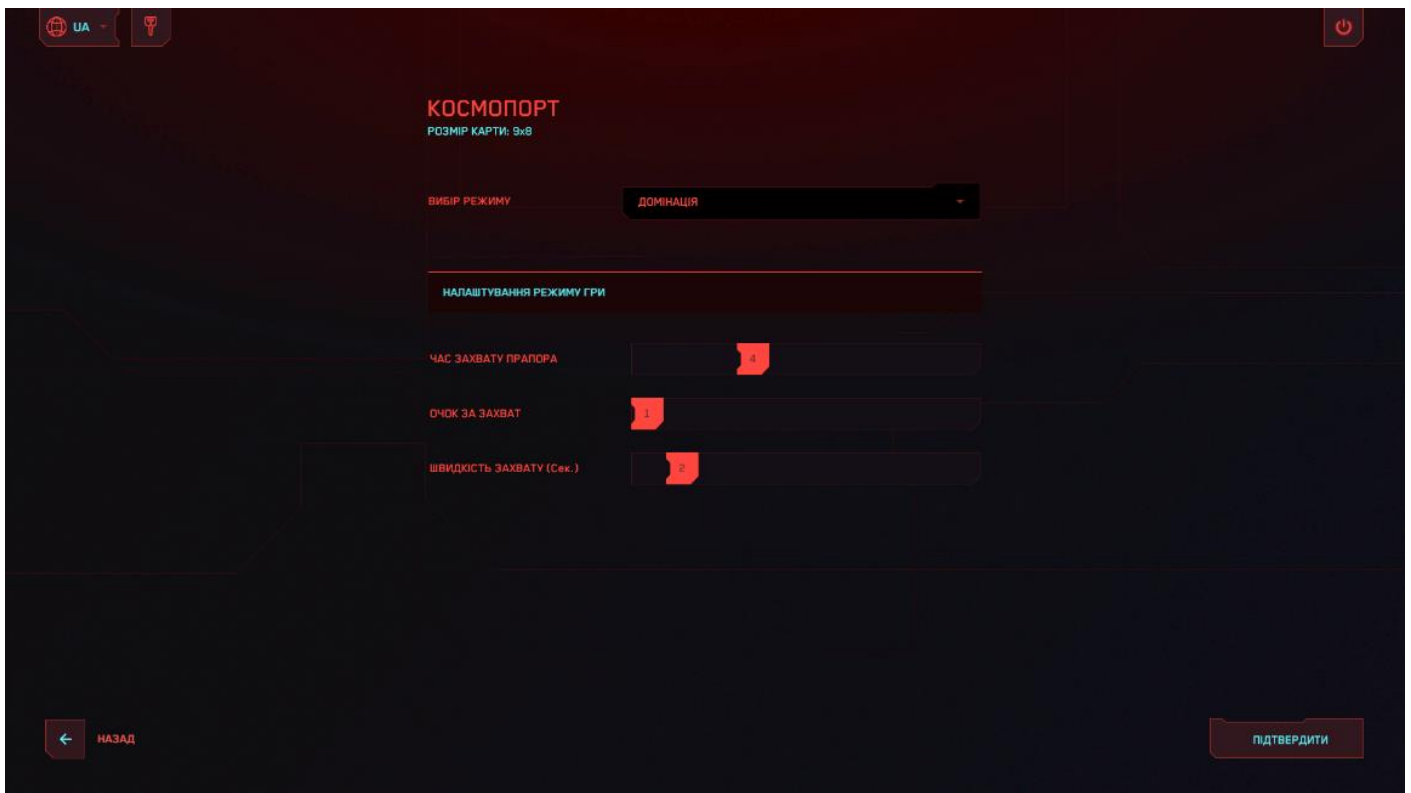 UA
КОСМОПОРТ
РОЗМІР КАРТИ: 9x8
ВИБІР РЕЖИМУ
ДОМІНАЦІЯ
НАЛАШТУВАННЯ РЕЖИМУ ГРИ
ЧАС ЗАХВАТУ ПРАПОРА 4
ОЧОК ЗА ЗАХВАТ 1
ШВИДКІСТЬ ЗАХВАТУ (Сек.) 2
НАЗАД
ПІДТВЕРДИТИ